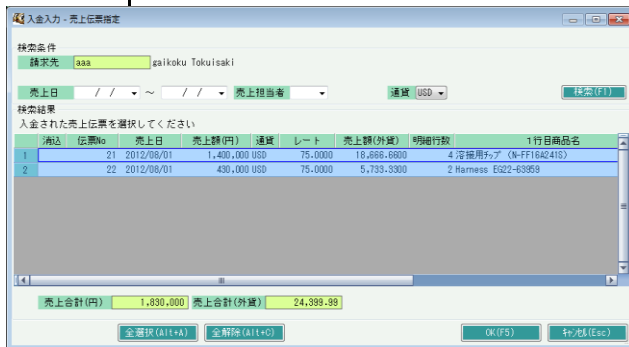 入金入力 - 売上伝票指定
検索条件
請求先 aaa gaikoku Tokuisaki
売上日 / / ～ / / 売上担当者 通貨 USD 検索(F1)
検索結果
入金された売上伝票を選択してください
消込 伝票No 売上日 売上額(円) 通貨 レート 売上額(外貨) 明細行数 1行目商品名
1 21 2012/08/01 1,400,000 USD 75.0000 18,666.6600 4 溶接用チップ (N-FF16A241S)
2 22 2012/08/01 430,000 USD 75.0000 5,733.3300 2 Harness EG22-63959
売上合計(円) 1,830,000 売上合計(外貨) 24,399.99
全選択(Alt+A) 全解除(Alt+C) OK(F5) キャンセル(Esc)